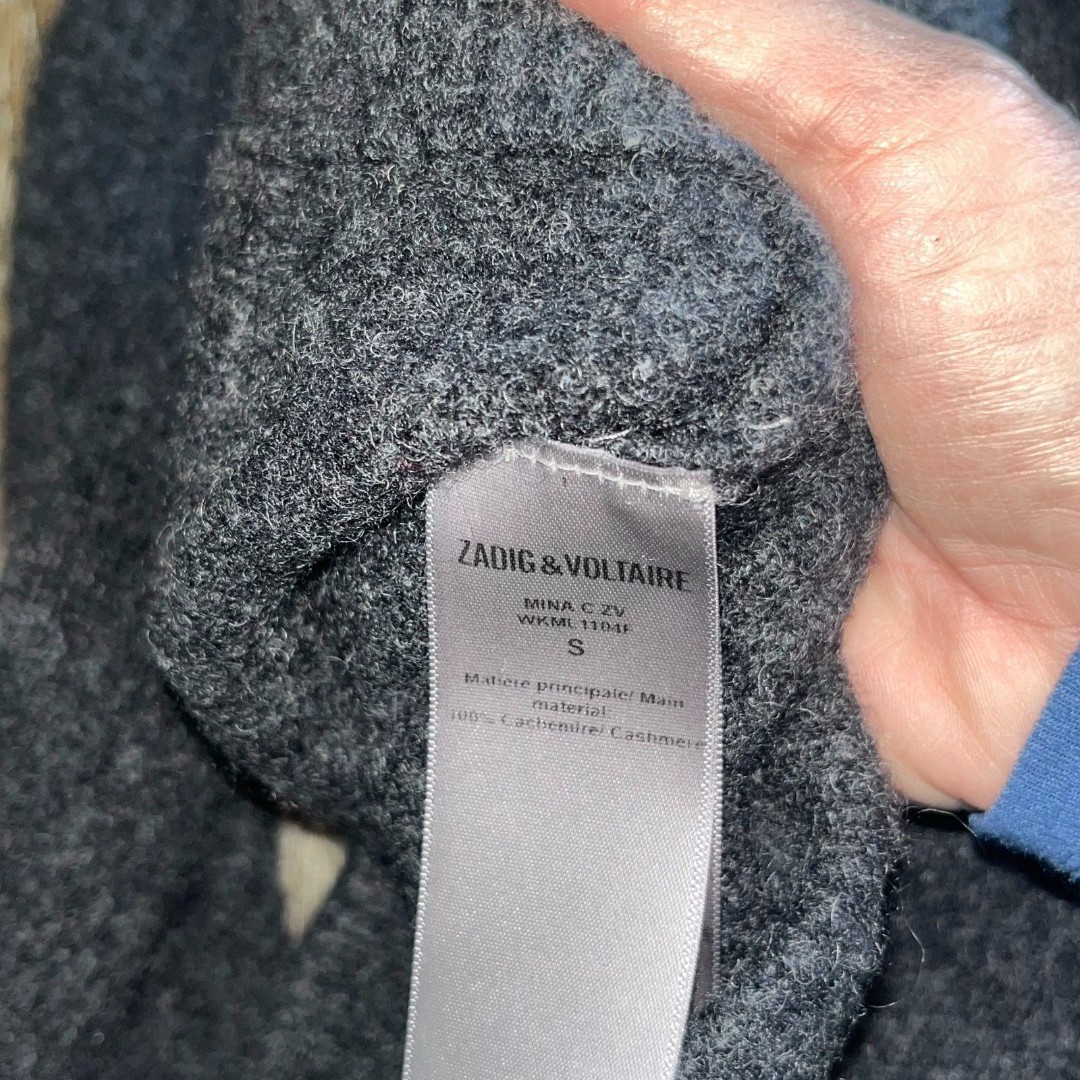 ZADIG & VOLTAIRE
MINA C ZV
WKML1104F
S
Matière principale/ Main
material:
100% Cachemire/ Cashmere